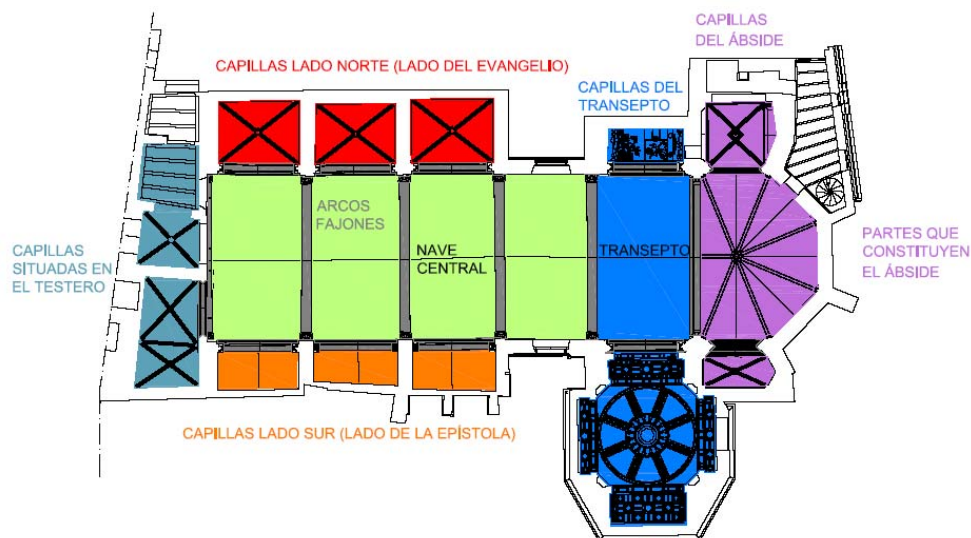 CAPILLAS
DEL ÁBSIDE
CAPILLAS LADO NORTE (LADO DEL EVANGELIO)
CAPILLAS DEL
TRANSEPTO
ARCOS
FAJONES
NAVE
CENTRAL
TRANSEPTO
PARTES QUE
CONSTITUYEN
EL ÁBSIDE
CAPILLAS
SITUADAS EN
EL TESTERO
CAPILLAS LADO SUR (LADO DE LA EPÍSTOLA)